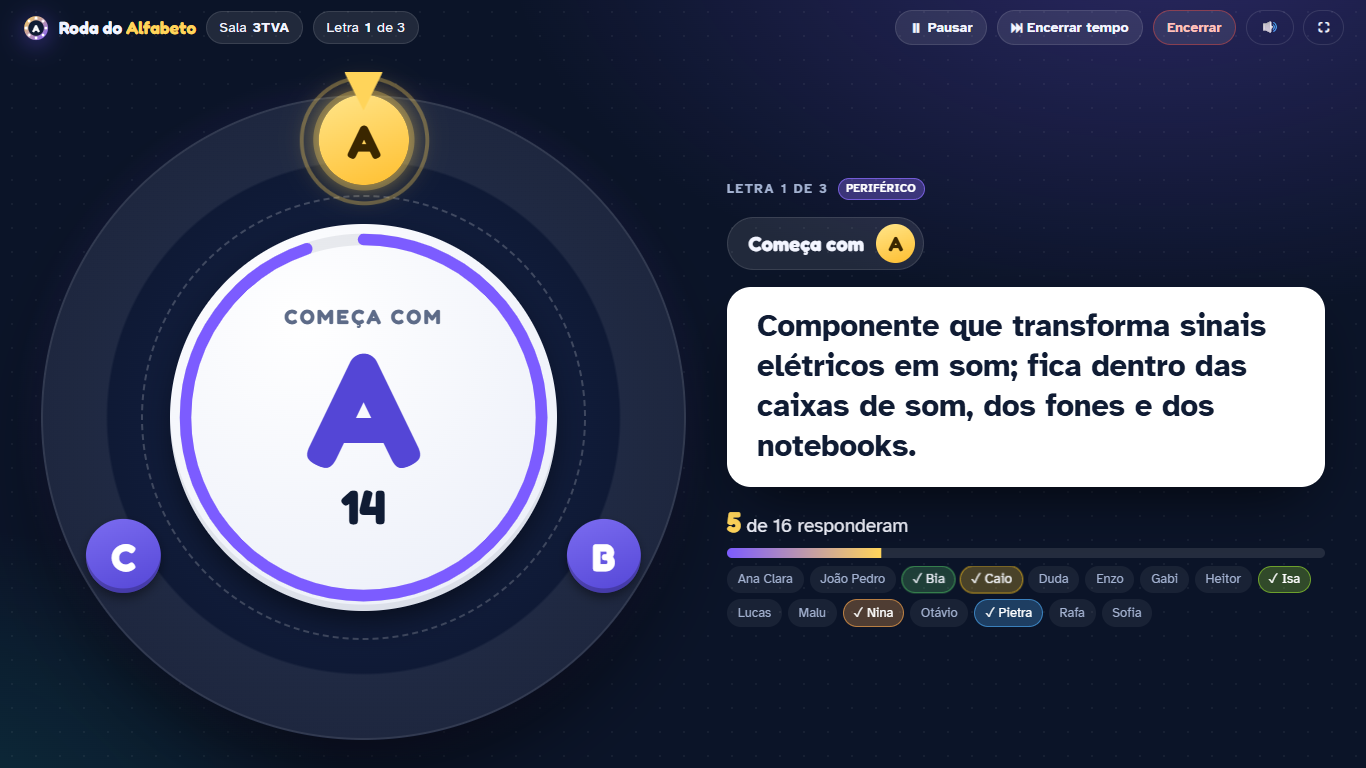 A Roda do Alfabeto Sala 3TVA Letra 1 de 3 Pausar Encerrar tempo Encerrar
A
COMEÇA COM
A
14
C
B
LETRA 1 DE 3 PERIFÉRICO
Começa com A
Componente que transforma sinais
elétricos em som; fica dentro das
caixas de som, dos fones e dos
notebooks.
5 de 16 responderam
Ana Clara João Pedro ✓ Bia ✓ Caio Duda Enzo Gabi Heitor ✓ Isa
Lucas Malu ✓ Nina Otávio ✓ Pietra Rafa Sofia